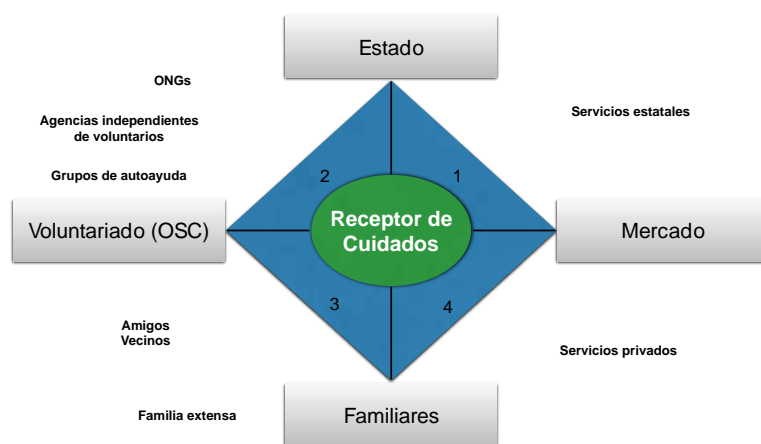 Estado
ONGs
Servicios estatales
Agencias independientes
de voluntarios
Grupos de autoayuda
2
1
Voluntariado (OSC)
Receptor de
Cuidados
Mercado
3
4
Amigos
Vecinos
Servicios privados
Familia extensa
Familiares